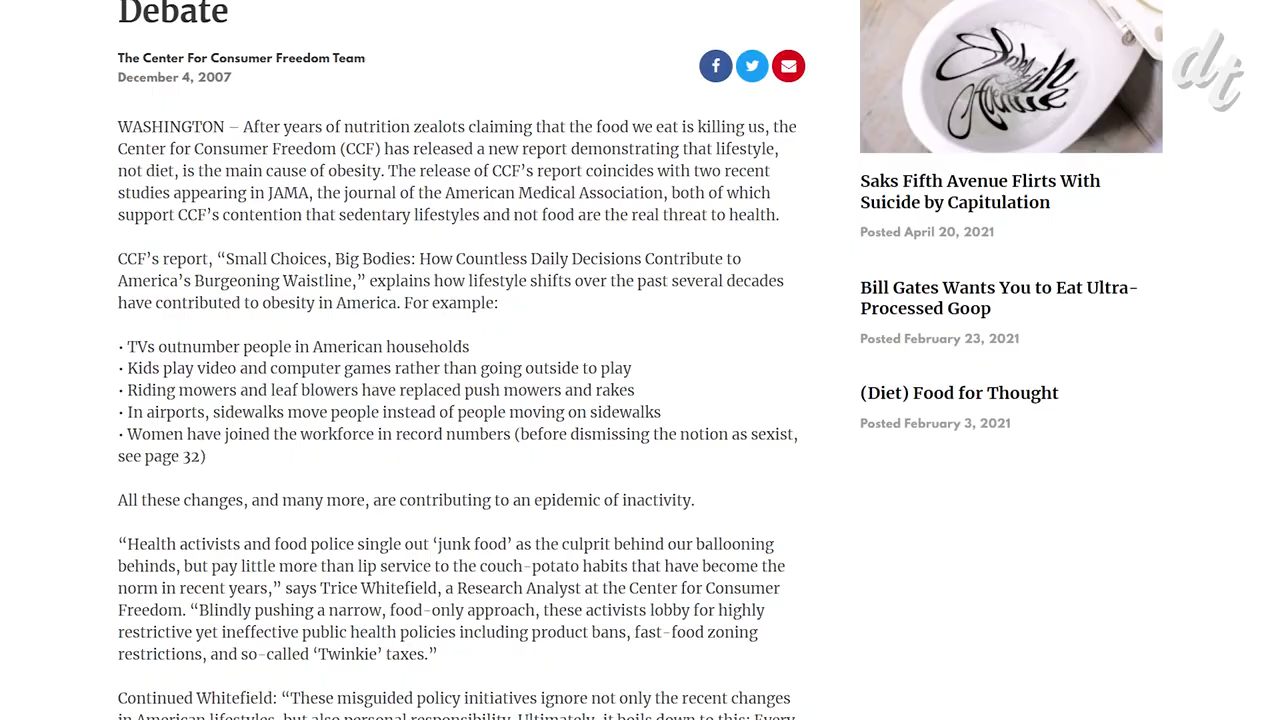 Debate
The Center For Consumer Freedom Team
December 4, 2007
WASHINGTON – After years of nutrition zealots claiming that the food we eat is killing us, the
Center for Consumer Freedom (CCF) has released a new report demonstrating that lifestyle,
not diet, is the main cause of obesity. The release of CCF’s report coincides with two recent
studies appearing in JAMA, the journal of the American Medical Association, both of which
support CCF’s contention that sedentary lifestyles and not food are the real threat to health.
CCF’s report, “Small Choices, Big Bodies: How Countless Daily Decisions Contribute to
America’s Burgeoning Waistline,” explains how lifestyle shifts over the past several decades
have contributed to obesity in America. For example:
• TVs outnumber people in American households
• Kids play video and computer games rather than going outside to play
• Riding mowers and leaf blowers have replaced push mowers and rakes
• In airports, sidewalks move people instead of people moving on sidewalks
• Women have joined the workforce in record numbers (before dismissing the notion as sexist,
see page 32)
All these changes, and many more, are contributing to an epidemic of inactivity.
“Health activists and food police single out ‘junk food’ as the culprit behind our ballooning
behinds, but pay little more than lip service to the couch-potato habits that have become the
norm in recent years,” says Trice Whitefield, a Research Analyst at the Center for Consumer
Freedom. “Blindly pushing a narrow, food-only approach, these activists lobby for highly
restrictive yet ineffective public health policies including product bans, fast-food zoning
restrictions, and so-called ‘Twinkie’ taxes.”
Continued Whitefield: “These misguided policy initiatives ignore not only the recent changes
in American lifestyles, but also personal responsibility. Ultimately, it boils down to this: Every
dt
Saks Fifth Avenue Flirts With
Suicide by Capitulation
Posted April 20, 2021
Bill Gates Wants You to Eat Ultra-
Processed Goop
Posted February 23, 2021
(Diet) Food for Thought
Posted February 3, 2021